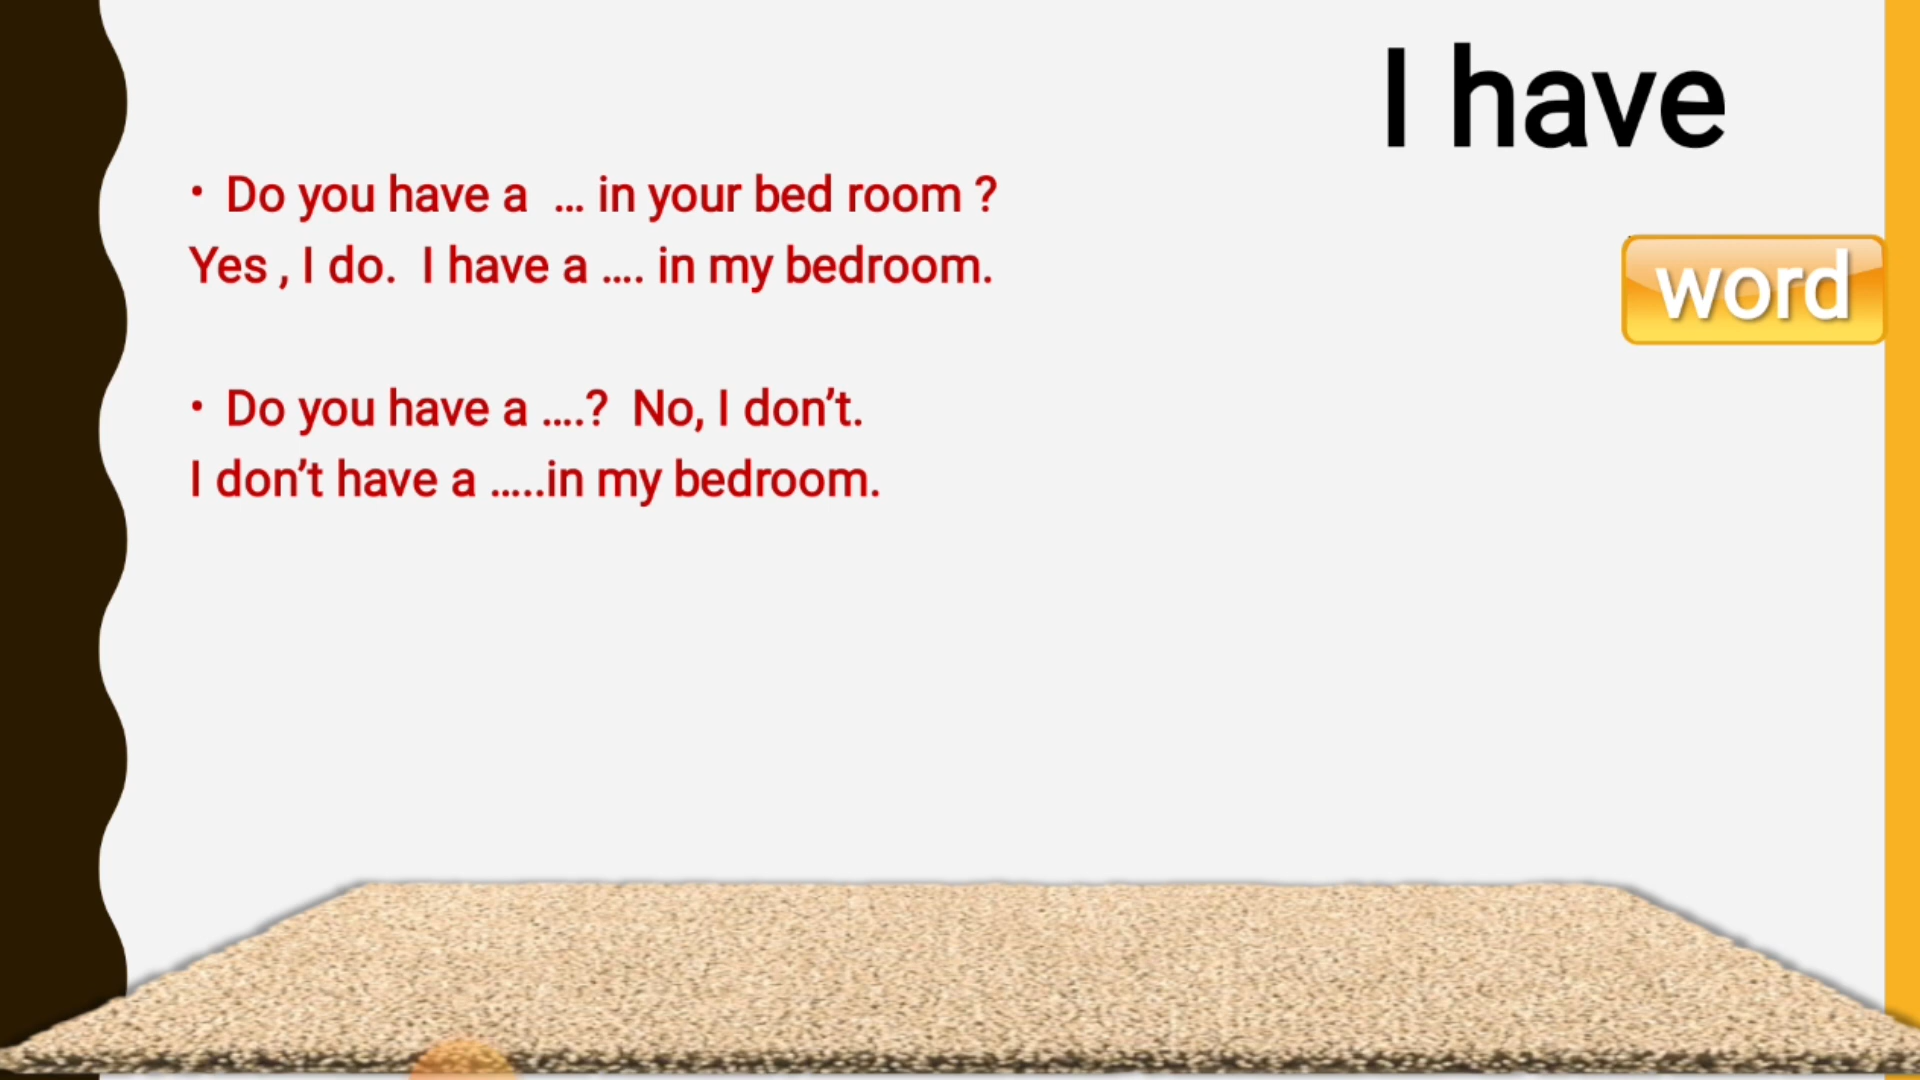 I have
• Do you have a  ... in your bed room ?
Yes , I do.  I have a .... in my bedroom.
word
• Do you have a ....?  No, I don’t.
I don’t have a .....in my bedroom.